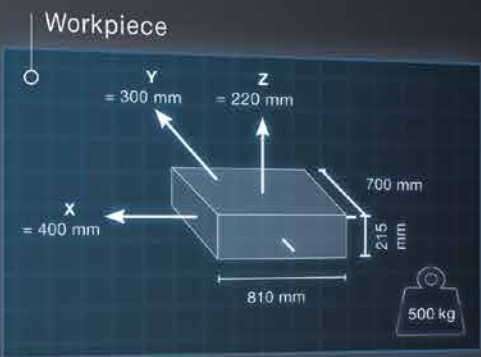 Workpiece
Y
= 300 mm
Z
= 220 mm
700 mm
X
= 400 mm
215
mm
810 mm
500 kg